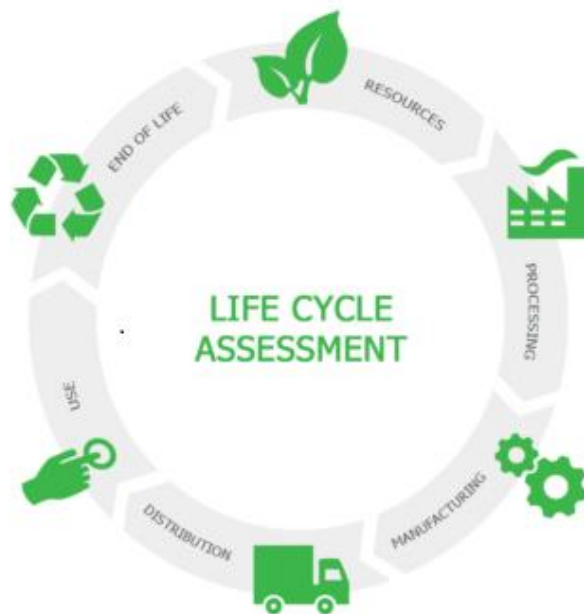 LIFE CYCLE
ASSESSMENT
RESOURCES
PROCESSING
MANUFACTURING
DISTRIBUTION
USE
END OF LIFE